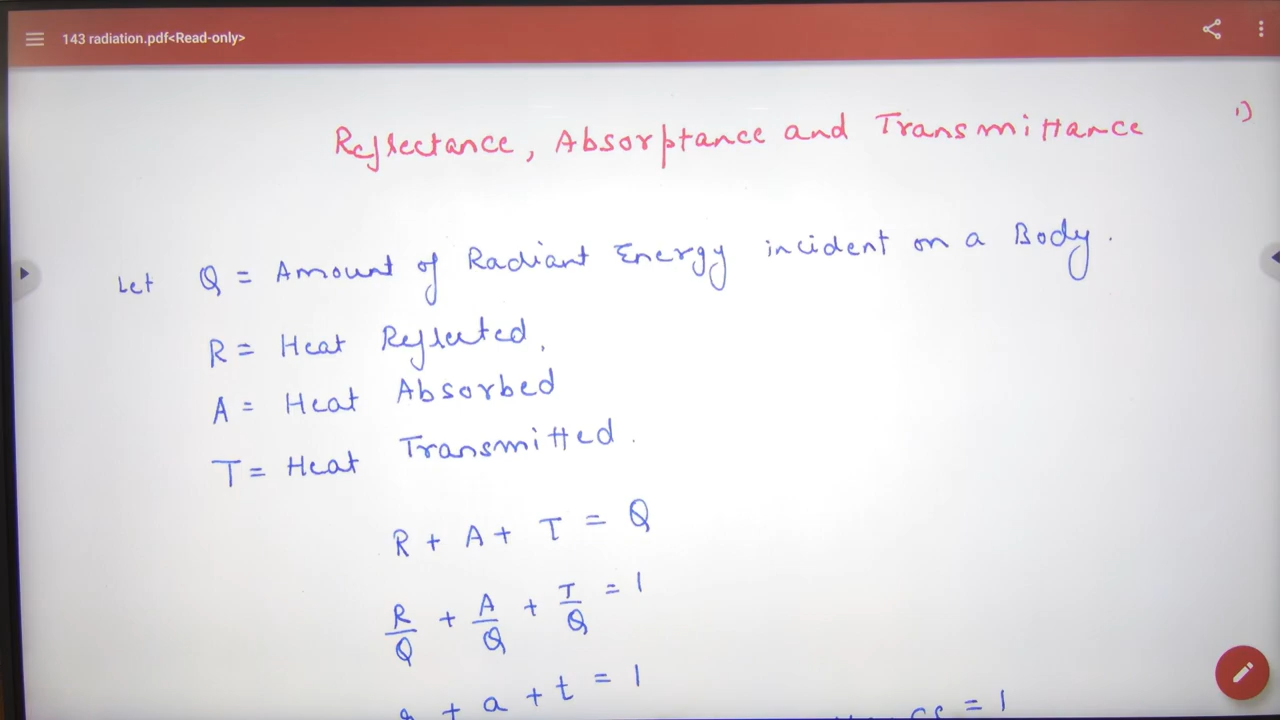 143 radiation.pdf<Read-only>
1)
Reflectance, Absorptance and Transmittance
Let Q = Amount of Radiant Energy incident on a Body.
R = Heat Reflected,
A = Heat Absorbed
T = Heat Transmitted.
R + A + T = Q
R/Q + A/Q + T/Q = 1
+ a + t = 1
= 1